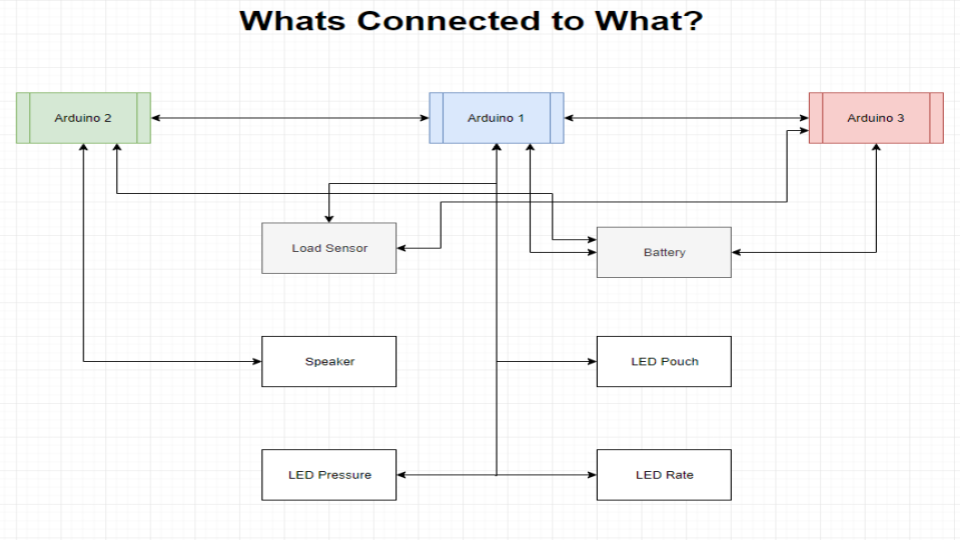 Whats Connected to What?
Arduino 2
Arduino 1
Arduino 3
Load Sensor
Battery
Speaker
LED Pouch
LED Pressure
LED Rate